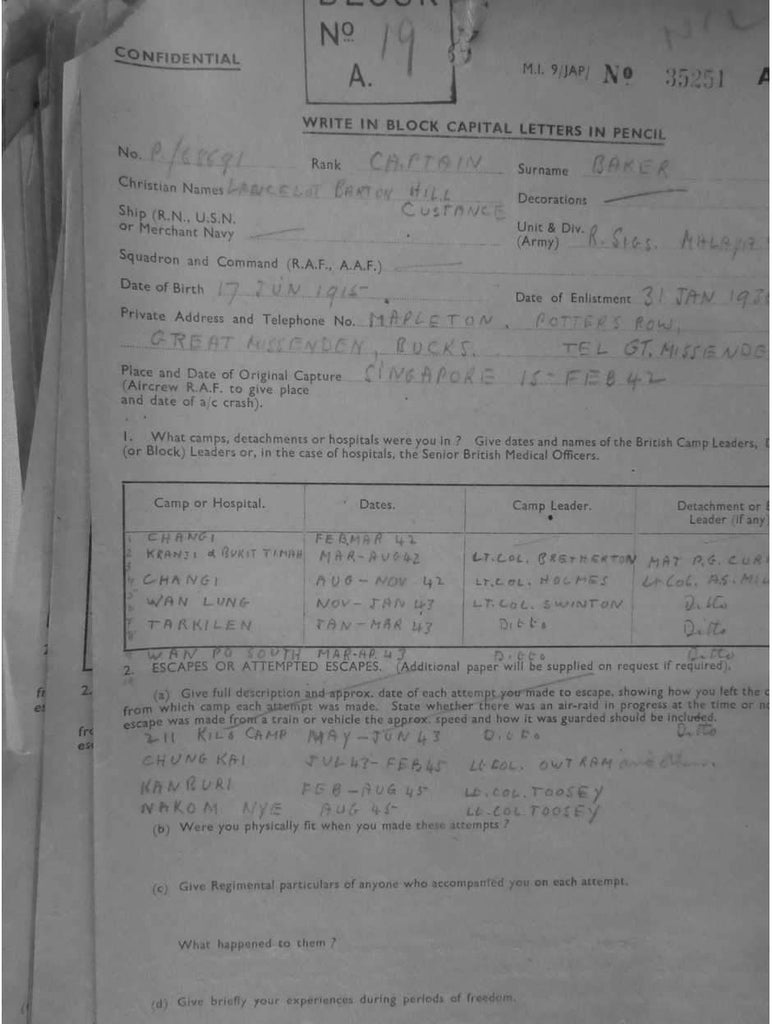 BLOCK
Nº 19
A.
NIL
CONFIDENTIAL
M.I. 9/JAP/ Nº 35251 A
WRITE IN BLOCK CAPITAL LETTERS IN PENCIL
No. P/68691 Rank CAPTAIN Surname BAKER
Christian Names LANCELOT BARTON HILL Decorations
CUSTANCE
Ship (R.N., U.S.N. Unit & Div.
or Merchant Navy (Army) R. SIGS. MALAYA
Squadron and Command (R.A.F., A.A.F.)
Date of Birth 17 JUN 1915 Date of Enlistment 31 JAN 193
Private Address and Telephone No. MAPLETON, POTTERS ROW,
GREAT MISSENDEN, BUCKS. TEL GT. MISSENDE
Place and Date of Original Capture SINGAPORE 15 FEB 42
(Aircrew R.A.F. to give place
and date of a/c crash).
1. What camps, detachments or hospitals were you in ? Give dates and names of the British Camp Leaders,
(or Block) Leaders or, in the case of hospitals, the Senior British Medical Officers.
Camp or Hospital. Dates. Camp Leader. Detachment or
Leader (if any
CHANGI FEB MAR 42
KRANJI & BUKIT TIMAH MAR-AUG 42 LT. COL. BRETHERTON MAJ P.G.
CHANGI AUG - NOV 42 LT. COL. HOLMES Lt Col. A.S.
WAN LUNG NOV - JAN 43 LT. COL. SWINTON Ditto
TARKILEN JAN - MAR 43 Ditto Ditto
WAN PO SOUTH MAR-AP. 43 Ditto Ditto
2. ESCAPES OR ATTEMPTED ESCAPES. (Additional paper will be supplied on request if required).
(a) Give full description and approx. date of each attempt you made to escape, showing how you left the c
from which camp each attempt was made. State whether there was an air-raid in progress at the time or no
escape was made from a train or vehicle the approx. speed and how it was guarded should be included.
211 KILO CAMP MAY - JUN 43 Ditto Ditto
CHUNG KAI JUL 43 - FEB 45 Lt. COL. OWTRAM
KANBURI FEB - AUG 45 Lt. COL. TOOSEY
NAKOM NYE AUG 45 Lt. COL. TOOSEY
(b) Were you physically fit when you made these attempts ?
(c) Give Regimental particulars of anyone who accompanied you on each attempt.
What happened to them ?
(d) Give briefly your experiences during periods of freedom.